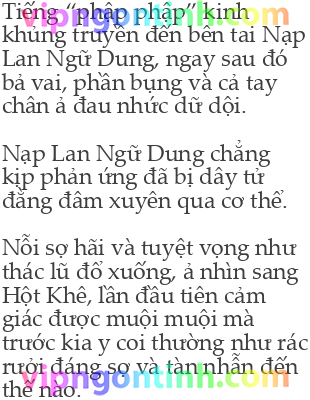 Tiếng “phập phập” kinh
khủng truyền đến bên tai Nạp
Lan Ngữ Dung, ngay sau đó
bả vai, phần bụng và cả tay
chân ả đau nhức dữ dội.
Nạp Lan Ngữ Dung chẳng
kịp phản ứng đã bị dây tử
đằng đâm xuyên qua cơ thể.
Nỗi sợ hãi và tuyệt vọng như
thác lũ đổ xuống, ả nhìn sang
Hột Khê, lần đầu tiên cảm
giác được muội muội mà
trước kia y coi thường như rác
rưởi đáng sợ và tàn nhẫn đến
thế nào.
vipngontinh.com
vipngontinh.com